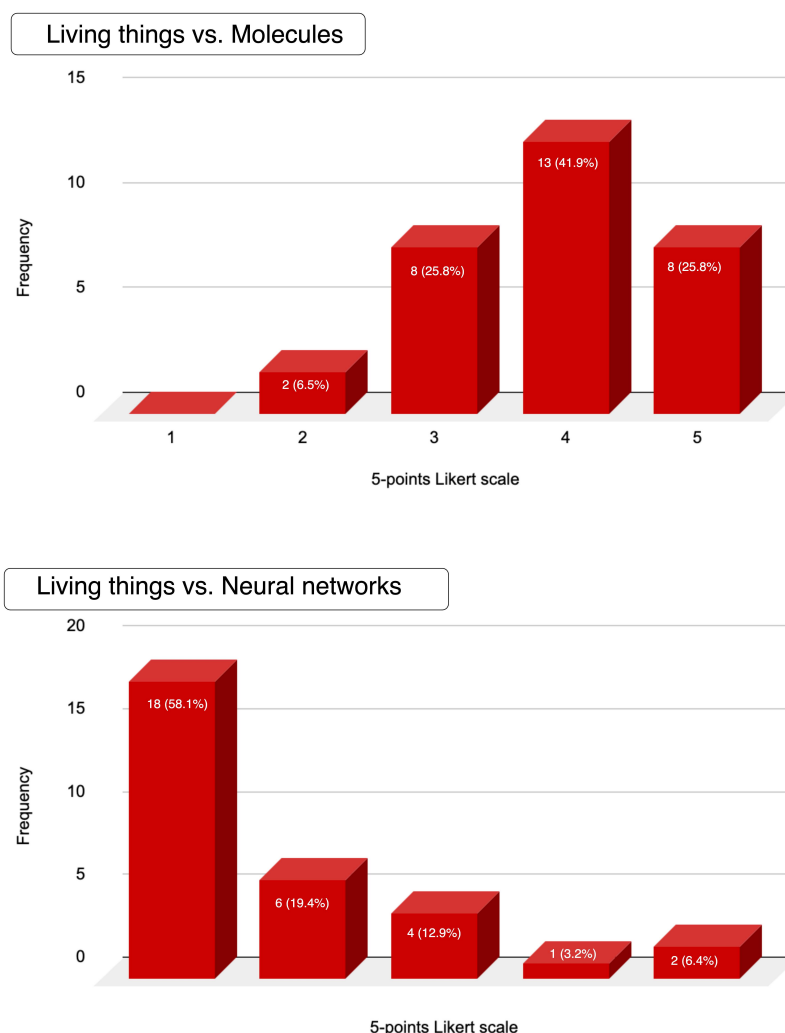 Living things vs. Molecules
15
10
5
0
Frequency
13 (41.9%)
8 (25.8%)
8 (25.8%)
2 (6.5%)
1 2 3 4 5
5-points Likert scale
Living things vs. Neural networks
20
15
10
5
0
Frequency
18 (58.1%)
6 (19.4%)
4 (12.9%)
1 (3.2%)
2 (6.4%)
5-points Likert scale